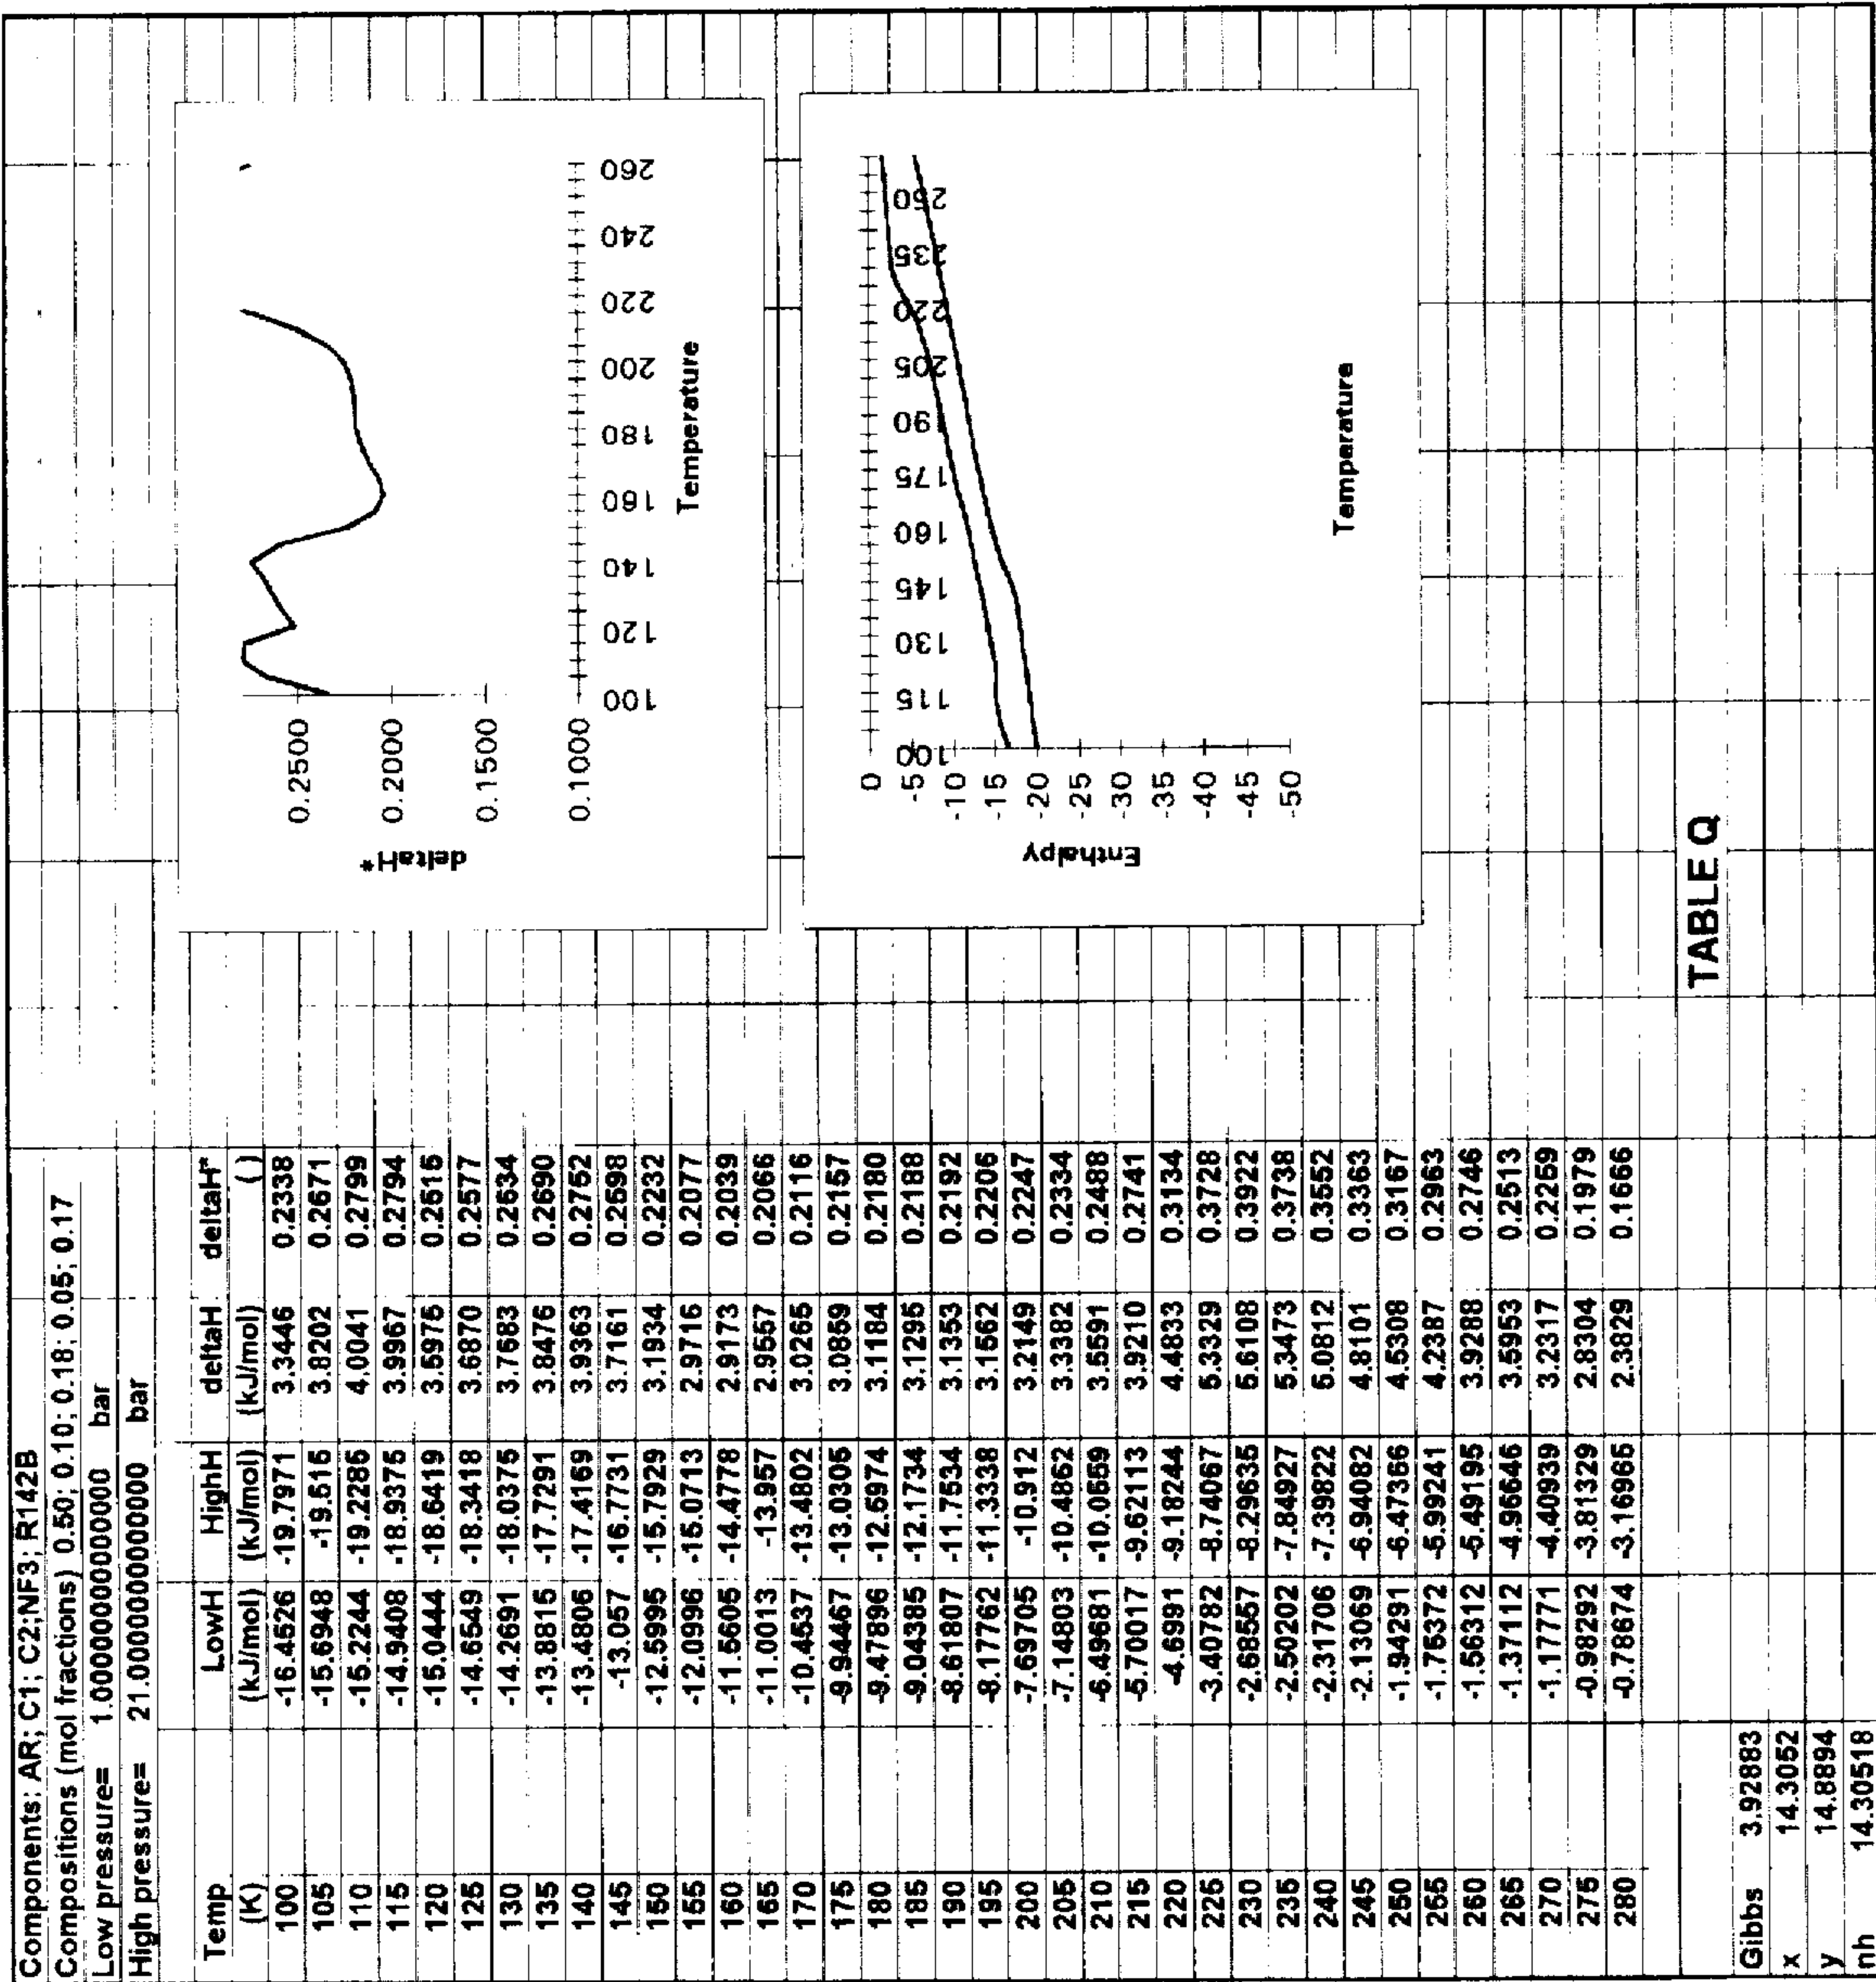 Components: AR; C1; C2;NF3; R142B
Compositions (mol fractions) 0.50; 0.10; 0.18; 0.05; 0.17
Low pressure= 1.00000000000000 bar
High pressure= 21.00000000000000 bar
Temp LowH HighH deltaH deltaH*
(K) (kJ/mol) (kJ/mol) (kJ/mol) ( )
100 -16.4526 -19.7971 3.3446 0.2338
105 -15.6948 -19.515 3.8202 0.2671
110 -15.2244 -19.2285 4.0041 0.2799
115 -14.9408 -18.9375 3.9967 0.2794
120 -15.0444 -18.6419 3.5975 0.2515
125 -14.6549 -18.3418 3.6870 0.2577
130 -14.2691 -18.0375 3.7683 0.2634
135 -13.8815 -17.7291 3.8476 0.2690
140 -13.4806 -17.4169 3.9363 0.2752
145 -13.057 -16.7731 3.7161 0.2598
150 -12.5995 -15.7929 3.1934 0.2232
155 -12.0996 -15.0713 2.9716 0.2077
160 -11.5605 -14.4778 2.9173 0.2039
165 -11.0013 -13.957 2.9557 0.2066
170 -10.4537 -13.4802 3.0265 0.2116
175 -9.94467 -13.0305 3.0859 0.2157
180 -9.47896 -12.5974 3.1184 0.2180
185 -9.04385 -12.1734 3.1295 0.2188
190 -8.61807 -11.7534 3.1353 0.2192
195 -8.17762 -11.3338 3.1562 0.2206
200 -7.69705 -10.912 3.2149 0.2247
205 -7.14803 -10.4862 3.3382 0.2334
210 -6.49681 -10.0559 3.5591 0.2488
215 -5.70017 -9.62113 3.9210 0.2741
220 -4.6991 -9.18244 4.4833 0.3134
225 -3.40782 -8.74067 5.3329 0.3728
230 -2.68557 -8.29635 5.6108 0.3922
235 -2.50202 -7.84927 5.3473 0.3738
240 -2.31706 -7.39822 5.0812 0.3552
245 -2.13069 -6.94082 4.8101 0.3363
250 -1.94291 -6.47366 4.5308 0.3167
255 -1.75372 -5.99241 4.2387 0.2963
260 -1.56312 -5.49195 3.9288 0.2746
265 -1.37112 -4.96646 3.5953 0.2513
270 -1.17771 -4.40939 3.2317 0.2259
275 -0.98292 -3.81329 2.8304 0.1979
280 -0.78674 -3.16965 2.3829 0.1666
Gibbs 3.92883
x 14.3052
y 14.8894
mh 14.30518
deltaH*
0.2500
0.2000
0.1500
0.1000
100 120 140 160 180 200 220 240 260
Temperature
Enthalpy
0
-5
-10
-15
-20
-25
-30
-35
-40
-45
-50
100 115 130 145 160 175 190 205 220 235 250
Temperature
TABLE Q